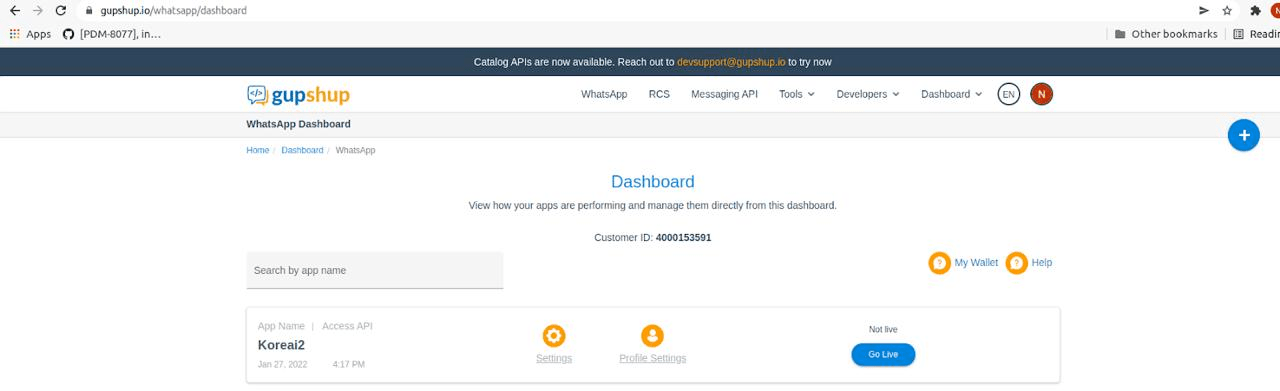 gupshup.io/whatsapp/dashboard
N
Apps [PDM-8077], in… Other bookmarks Readin
Catalog APIs are now available. Reach out to devsupport@gupshup.io to try now
</> gupshup WhatsApp RCS Messaging API Tools Developers Dashboard EN N
WhatsApp Dashboard
+
Home / Dashboard / WhatsApp
Dashboard
View how your apps are performing and manage them directly from this dashboard.
Customer ID: 4000153591
Search by app name ? My Wallet ? Help
App Name | Access API Not live
Koreai2
Settings Profile Settings Go Live
Jan 27, 2022 4:17 PM